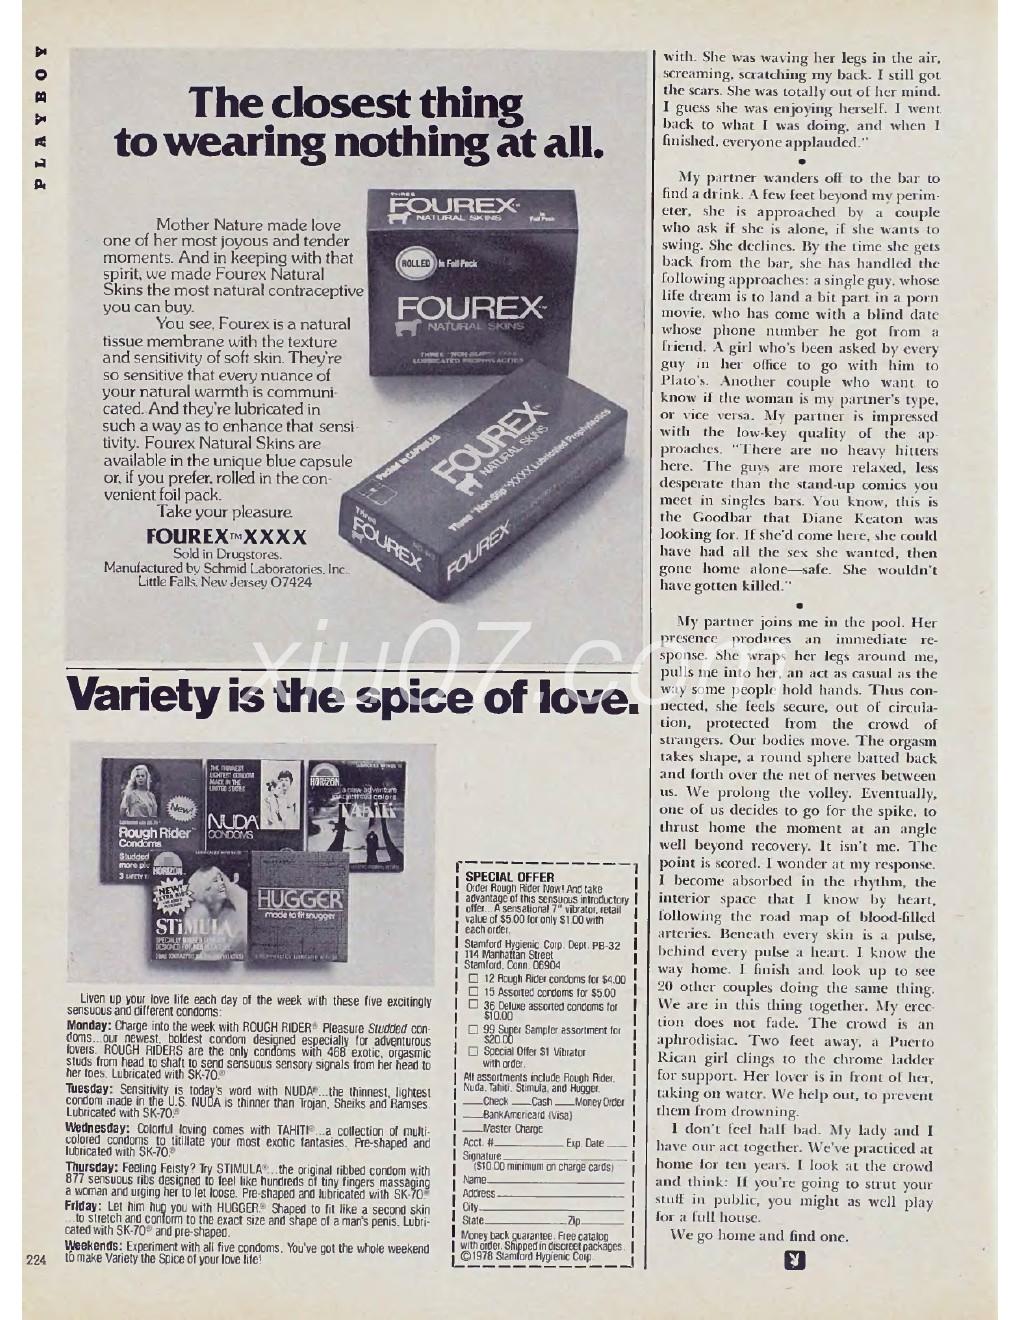 PLAYBOY
The closest thing
to wearing nothing at all.
Mother Nature made love
one of her most joyous and tender
moments. And in keeping with that
spirit, we made Fourex Natural
Skins the most natural contraceptive
you can buy.
You see, Fourex is a natural
tissue membrane with the texture
and sensitivity of soft skin. They're
so sensitive that every nuance of
your natural warmth is communi-
cated. And they're lubricated in
such a way as to enhance that sensi-
tivity. Fourex Natural Skins are
available in the unique blue capsule
or, if you prefer, rolled in the con-
venient foil pack.
Take your pleasure.
FOUREX™XXXX
Sold in Drugstores.
Manufactured by Schmid Laboratories, Inc.
Little Falls, New Jersey 07424
THREE
FOUREX™
NATURAL SKINS
In
Foil Pack
ROLLED In Foil Pack
FOUREX™
NATURAL SKINS
THREE "NON-SLIP" XXXX
LUBRICATED PROPHYLACTICS
Packed in CAPSULES
FOUREX™
NATURAL SKINS
Three "Non-Slip" XXXX Lubricated Prophylactics
Three
FOUREX
FOUREX
Variety is the spice of love.
New!
Rough Rider™
Condoms
Studded
THE THINNEST
LIGHTEST CONDOM
MADE IN THE
UNITED STATES
NUDA
CONDOMS
HORIZON
a new adventure
in exciting colors
TAhiti
HORIZON
NEW!
STiMULA
HUGGER
made to fit snugger
Liven up your love life each day of the week with these five excitingly
sensuous and different condoms:
Monday: Charge into the week with ROUGH RIDER® Pleasure Studded con-
doms...our newest, boldest condom designed especially for adventurous
lovers. ROUGH RIDERS are the only condoms with 468 exotic, orgasmic
studs from head to shaft to send sensuous sensory signals from her head to
her toes. Lubricated with SK-70.®
Tuesday: Sensitivity is today's word with NUDA®...the thinnest, lightest
condom made in the U.S. NUDA is thinner than Trojan, Sheiks and Ramses.
Lubricated with SK-70.®
Wednesday: Colorful loving comes with TAHITI®...a collection of multi-
colored condoms to titillate your most exotic fantasies. Pre-shaped and
lubricated with SK-70.®
Thursday: Feeling Feisty? Try STIMULA®...the original ribbed condom with
877 sensuous ribs designed to feel like hundreds of tiny fingers massaging
a woman and urging her to let loose. Pre-shaped and lubricated with SK-70®
Friday: Let him hug you with HUGGER.® Shaped to fit like a second skin
...to stretch and conform to the exact size and shape of a man's penis. Lubri-
cated with SK-70® and pre-shaped.
Weekends: Experiment with all five condoms. You've got the whole weekend
to make Variety the Spice of your love life!
SPECIAL OFFER
Order Rough Rider Now! And take
advantage of this sensuous introductory
offer...A sensational 7" vibrator, retail
value of $5.00 for only $1.00 with
each order.
Stamford Hygienic Corp. Dept. PB-32
114 Manhattan Street
Stamford, Conn. 06904
12 Rough Rider condoms for $4.00
15 Assorted condoms for $5.00
36 Deluxe assorted condoms for
$10.00
99 Super Sampler assortment for
$20.00
Special Offer $1 Vibrator
with order.
All assortments include Rough Rider,
Nuda, Tahiti, Stimula, and Hugger.
Check Cash Money Order
BankAmericard (Visa)
Master Charge
Acct. # Exp. Date
Signature
($10.00 minimum on charge cards)
Name
Address
City
State Zip
Money back guarantee. Free catalog
with order. Shipped in discreet packages.
©1978 Stamford Hygienic Corp.
with. She was waving her legs in the air,
screaming, scratching my back. I still got
the scars. She was totally out of her mind.
I guess she was enjoying herself. I went
back to what I was doing, and when I
finished, everyone applauded."
•
My partner wanders off to the bar to
find a drink. A few feet beyond my perim-
eter, she is approached by a couple
who ask if she is alone, if she wants to
swing. She declines. By the time she gets
back from the bar, she has handled the
following approaches: a single guy, whose
life dream is to land a bit part in a porn
movie, who has come with a blind date
whose phone number he got from a
friend. A girl who's been asked by every
guy in her office to go with him to
Plato's. Another couple who want to
know if the woman is my partner's type,
or vice versa. My partner is impressed
with the low-key quality of the ap-
proaches. "There are no heavy hitters
here. The guys are more relaxed, less
desperate than the stand-up comics you
meet in singles bars. You know, this is
the Goodbar that Diane Keaton was
looking for. If she'd come here, she could
have had all the sex she wanted, then
gone home alone—safe. She wouldn't
have gotten killed."
•
My partner joins me in the pool. Her
presence produces an immediate re-
sponse. She wraps her legs around me,
pulls me into her, an act as casual as the
way some people hold hands. Thus con-
nected, she feels secure, out of circula-
tion, protected from the crowd of
strangers. Our bodies move. The orgasm
takes shape, a round sphere batted back
and forth over the net of nerves between
us. We prolong the volley. Eventually,
one of us decides to go for the spike, to
thrust home the moment at an angle
well beyond recovery. It isn't me. The
point is scored. I wonder at my response.
I become absorbed in the rhythm, the
interior space that I know by heart,
following the road map of blood-filled
arteries. Beneath every skin is a pulse,
behind every pulse a heart. I know the
way home. I finish and look up to see
20 other couples doing the same thing.
We are in this thing together. My erec-
tion does not fade. The crowd is an
aphrodisiac. Two feet away, a Puerto
Rican girl clings to the chrome ladder
for support. Her lover is in front of her,
taking on water. We help out, to prevent
them from drowning.
I don't feel half bad. My lady and I
have our act together. We've practiced at
home for ten years. I look at the crowd
and think: If you're going to strut your
stuff in public, you might as well play
for a full house.
We go home and find one.
224
xiu07.com